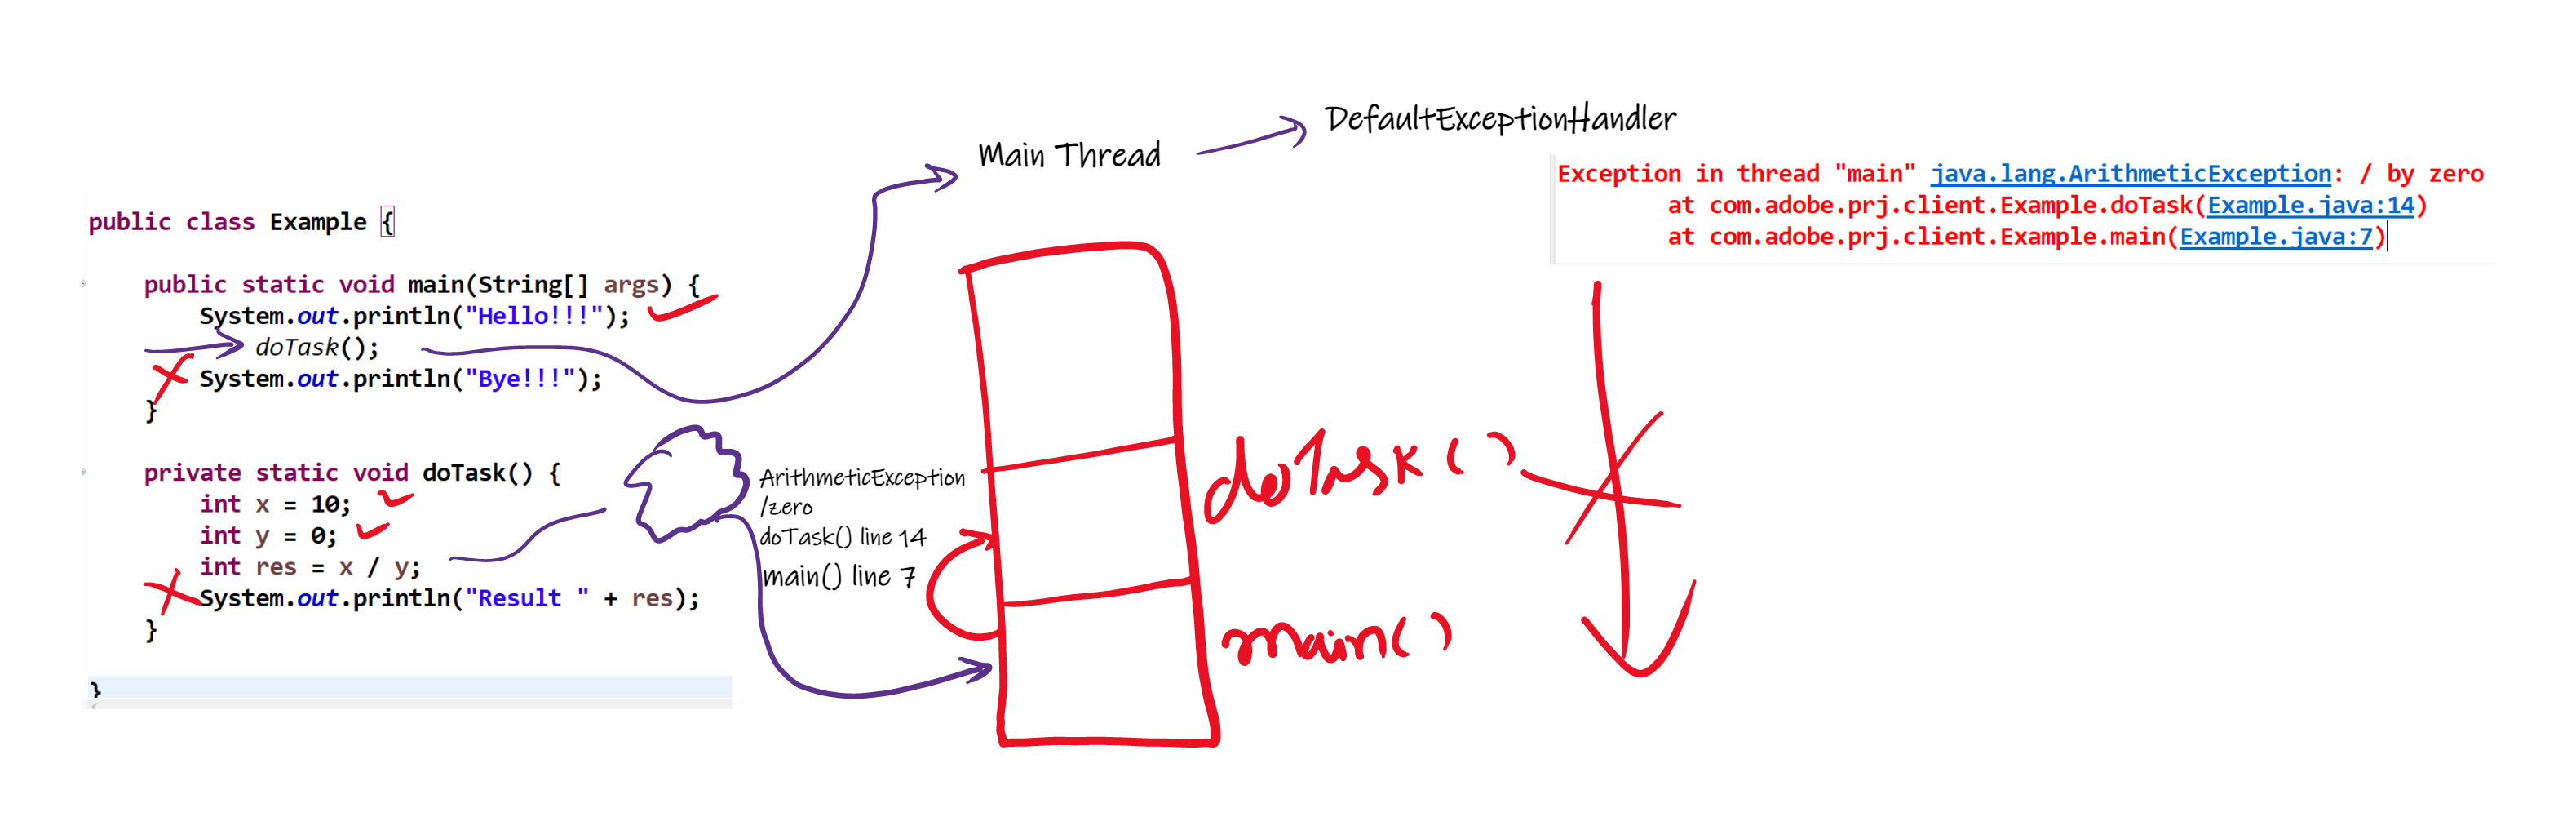 public class Example {
public static void main(String[] args) {
System.out.println("Hello!!!");
doTask();
System.out.println("Bye!!!");
}
private static void doTask() {
int x = 10;
int y = 0;
int res = x / y;
System.out.println("Result " + res);
}
}
Main Thread
DefaultExceptionHandler
Exception in thread "main" java.lang.ArithmeticException: / by zero
at com.adobe.prj.client.Example.doTask(Example.java:14)
at com.adobe.prj.client.Example.main(Example.java:7)
ArithmeticException
/zero
doTask() line 14
main() line 7
doTask()
main()